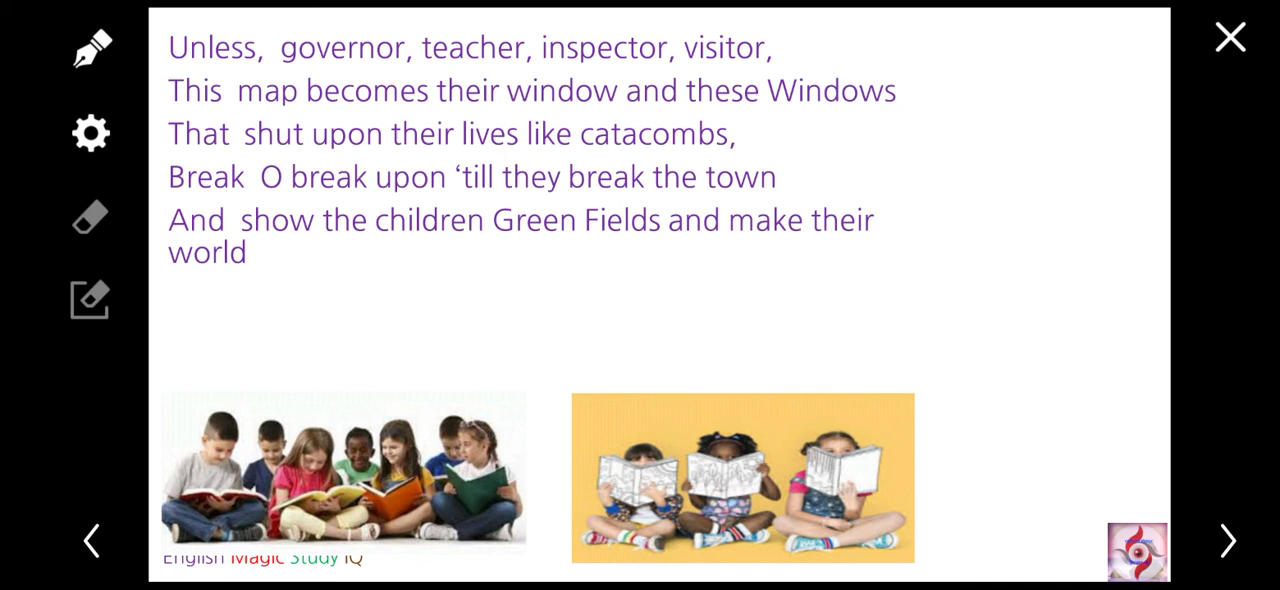 Unless, governor, teacher, inspector, visitor,
This map becomes their window and these Windows
That shut upon their lives like catacombs,
Break O break upon ‘till they break the town
And show the children Green Fields and make their
world
English Magic Study IQ